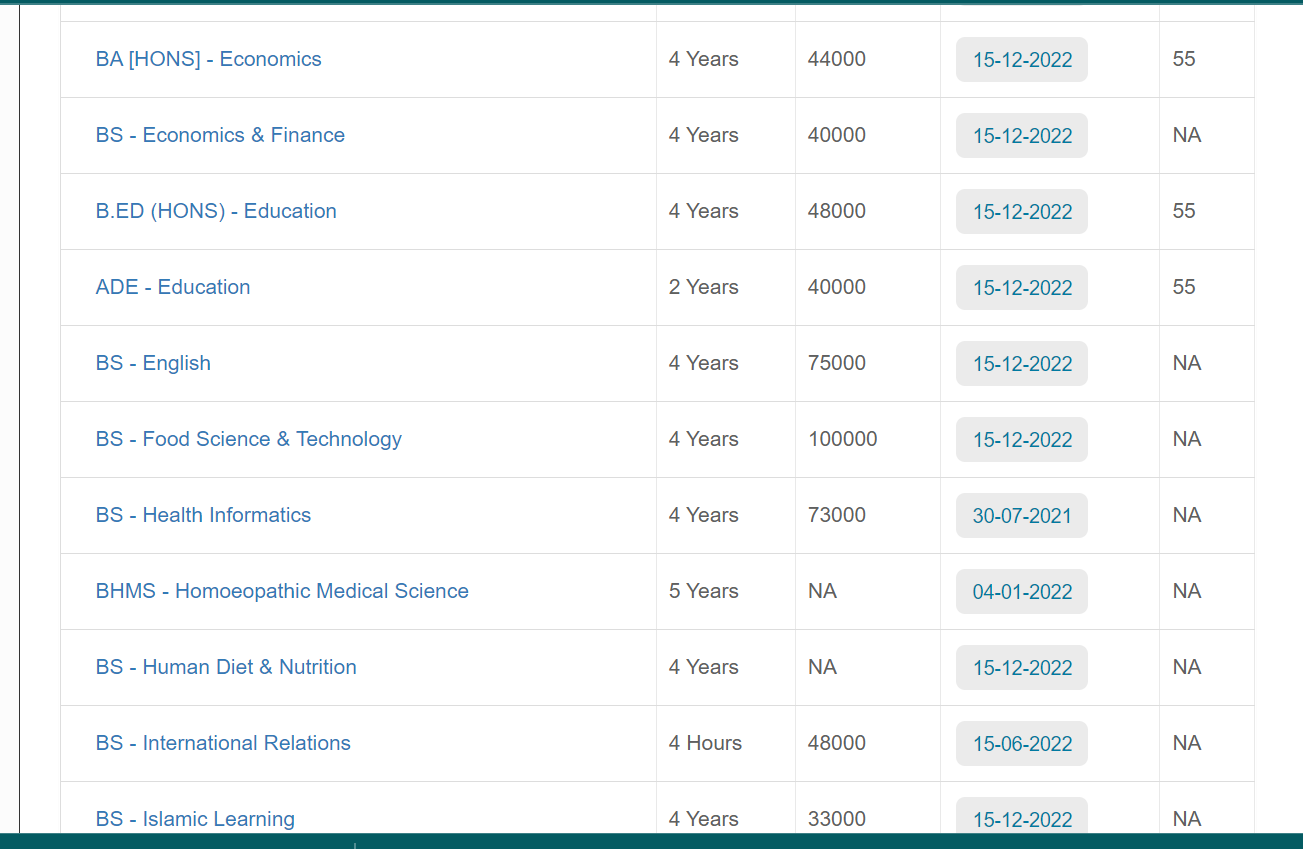 BA [HONS] - Economics 4 Years 44000 15-12-2022 55
BS - Economics & Finance 4 Years 40000 15-12-2022 NA
B.ED (HONS) - Education 4 Years 48000 15-12-2022 55
ADE - Education 2 Years 40000 15-12-2022 55
BS - English 4 Years 75000 15-12-2022 NA
BS - Food Science & Technology 4 Years 100000 15-12-2022 NA
BS - Health Informatics 4 Years 73000 30-07-2021 NA
BHMS - Homoeopathic Medical Science 5 Years NA 04-01-2022 NA
BS - Human Diet & Nutrition 4 Years NA 15-12-2022 NA
BS - International Relations 4 Hours 48000 15-06-2022 NA
BS - Islamic Learning 4 Years 33000 15-12-2022 NA